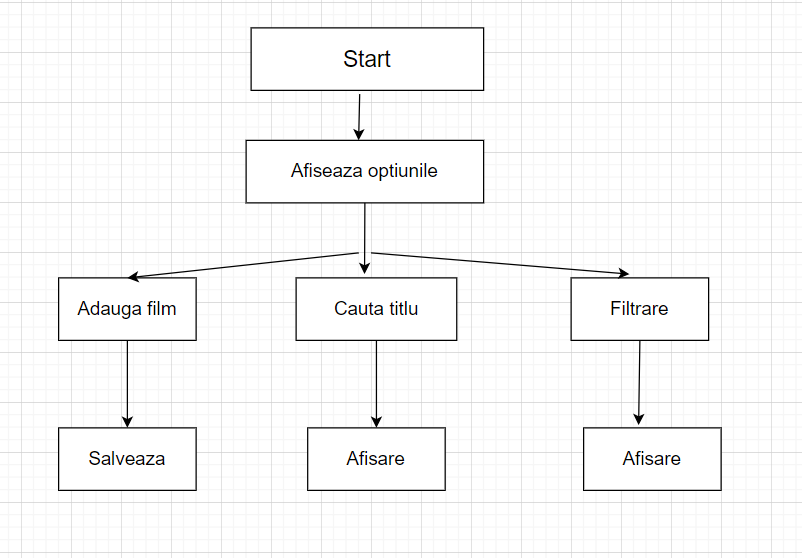 Start
Afiseaza optiunile
Adauga film
Cauta titlu
Filtrare
Salveaza
Afisare
Afisare